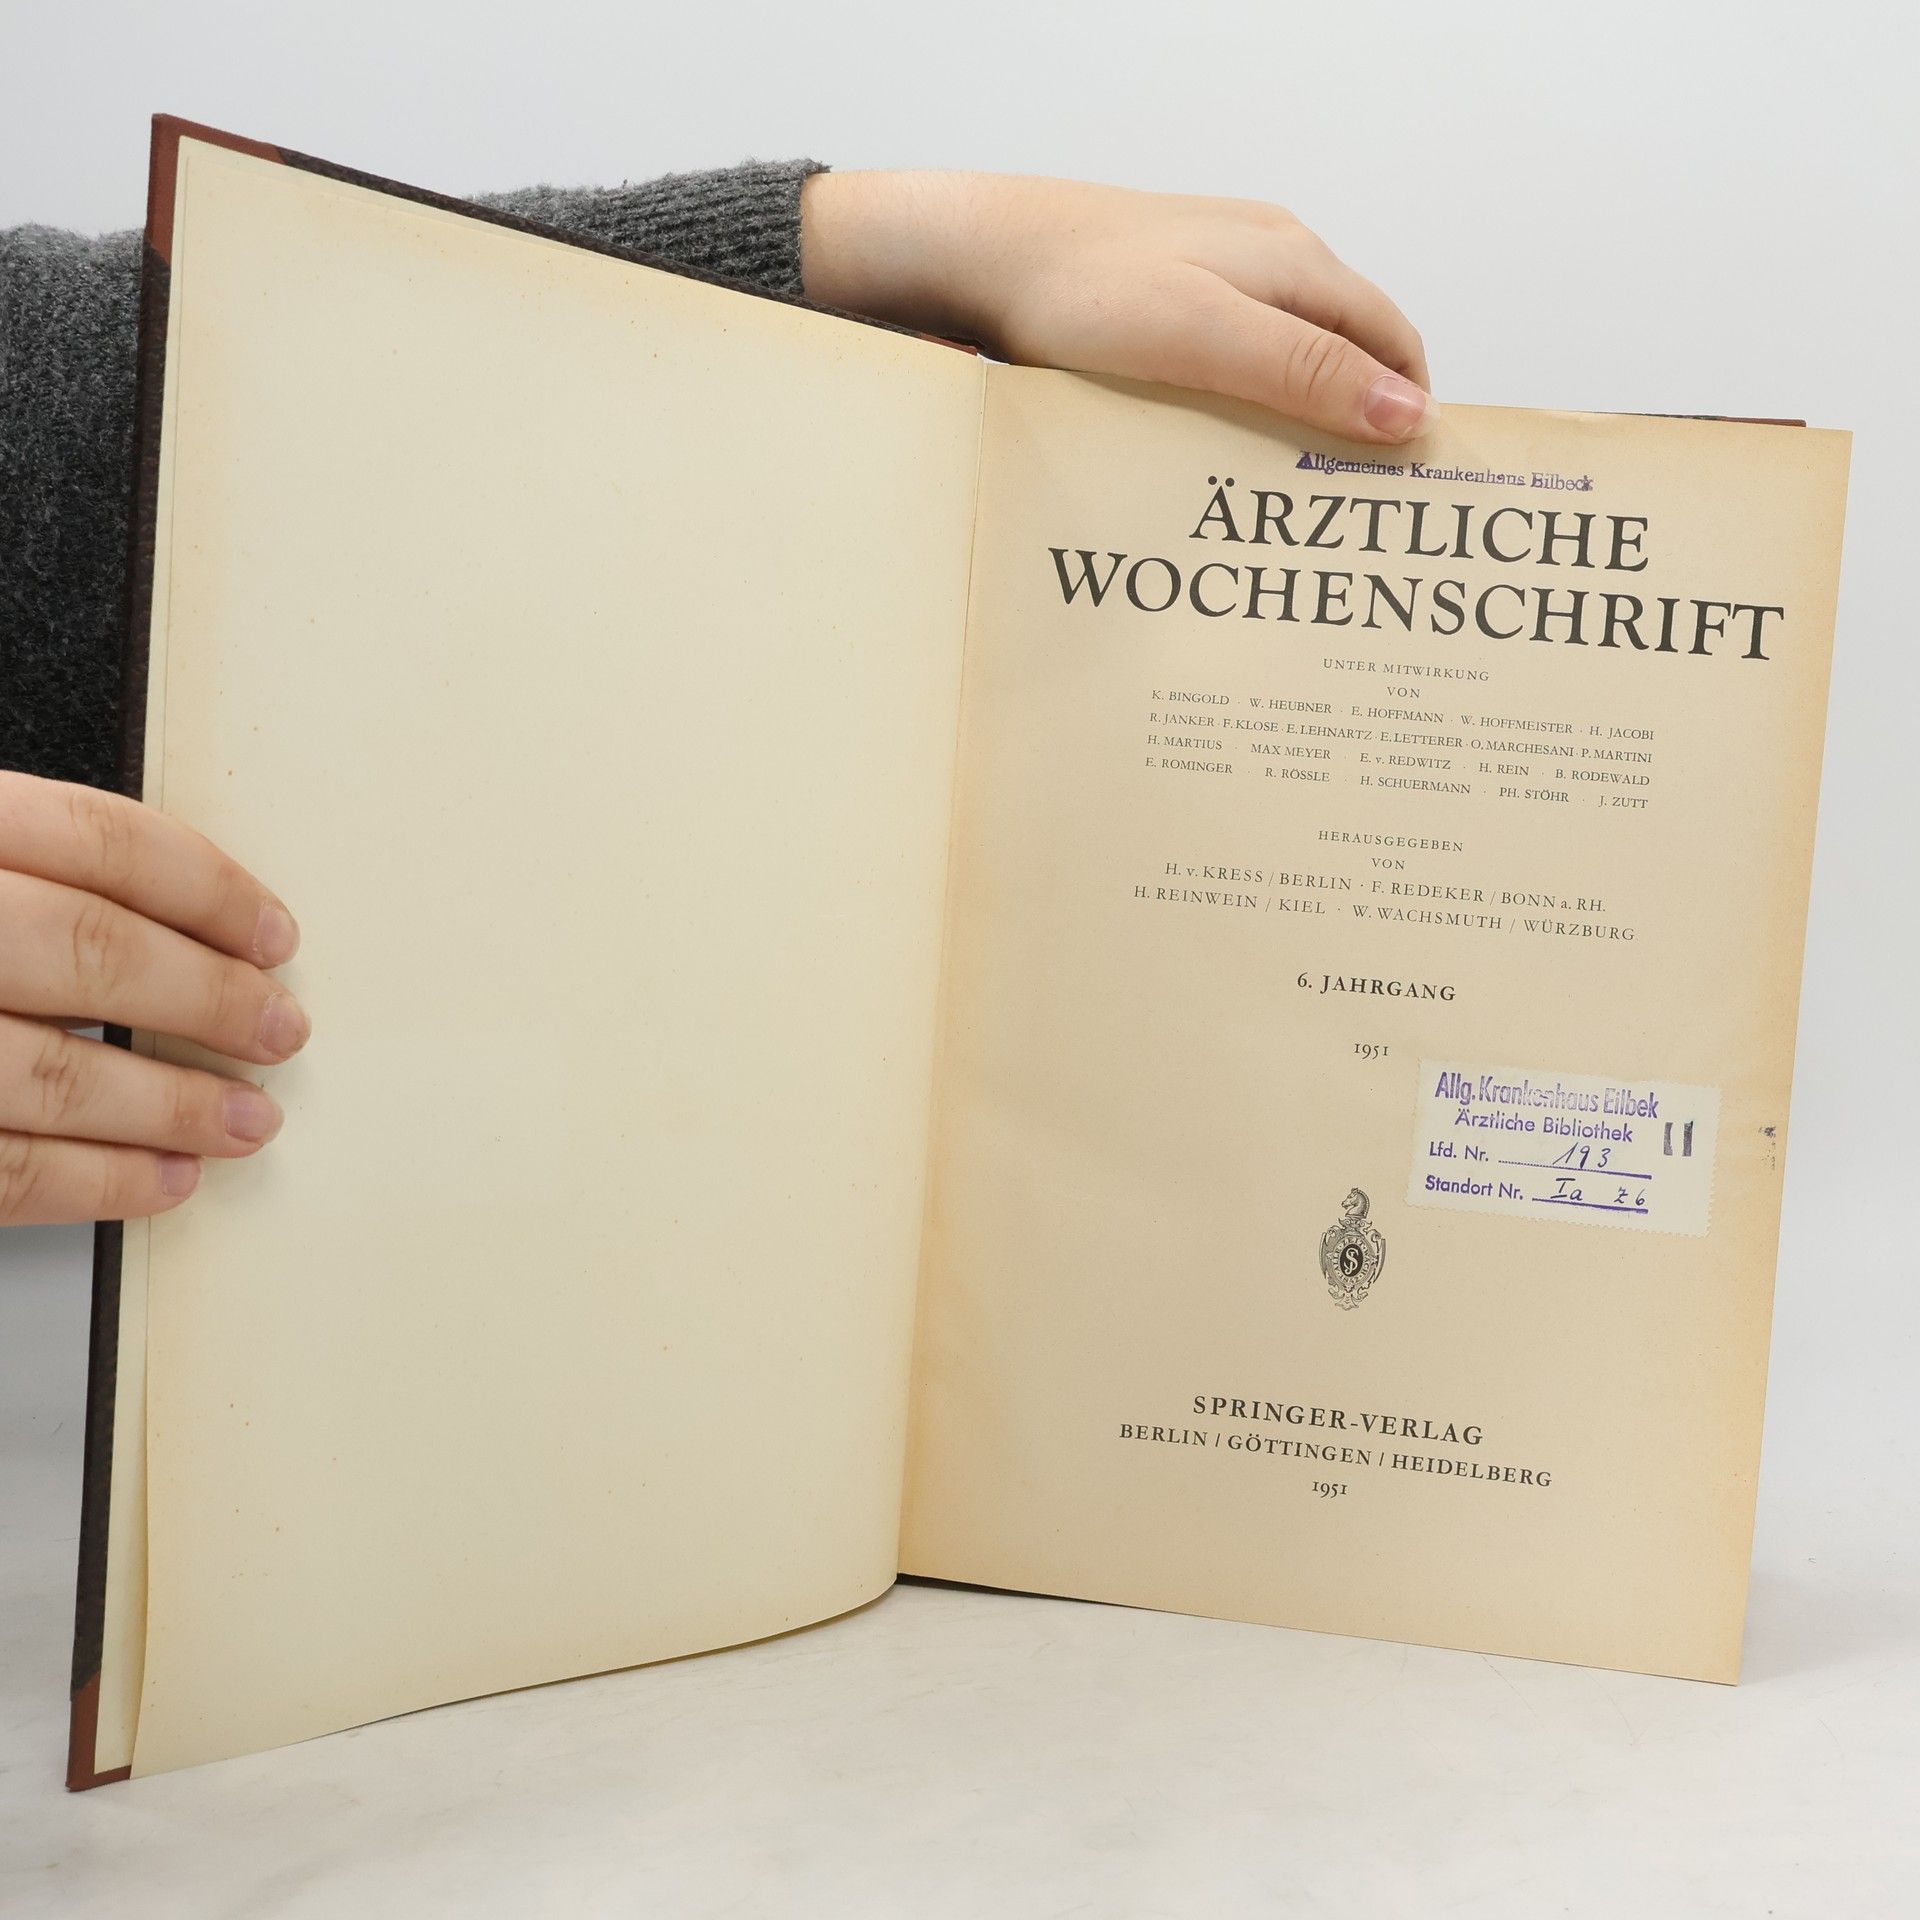 Allgemeines Krankenhaus Eilbeck
ÄRZTLICHE
WOCHENSCHRIFT
UNTER MITWIRKUNG
VON
K. BINGOLD · W. HEUBNER · E. HOFFMANN · W. HOFFMEISTER · H. JACOBI
R. JANKER · F. KLOSE · E. LEHNARTZ · E. LETTERER · O. MARCHESANI · P. MARTINI
H. MARTIUS · MAX MEYER · E. v. REDWITZ · H. REIN · B. RODEWALD
E. ROMINGER · R. RÖSSLE · H. SCHUERMANN · PH. STÖHR · J. ZUTT
HERAUSGEGEBEN
VON
H. v. KRESS / BERLIN · F. REDEKER / BONN a. RH.
H. REINWEIN / KIEL · W. WACHSMUTH / WÜRZBURG
6. JAHRGANG
1951
Allg. Krankenhaus Eilbek
Ärztliche Bibliothek
Lfd. Nr. 193
Standort Nr. Ia Z6
SPRINGER-VERLAG
BERLIN / GÖTTINGEN / HEIDELBERG
1951